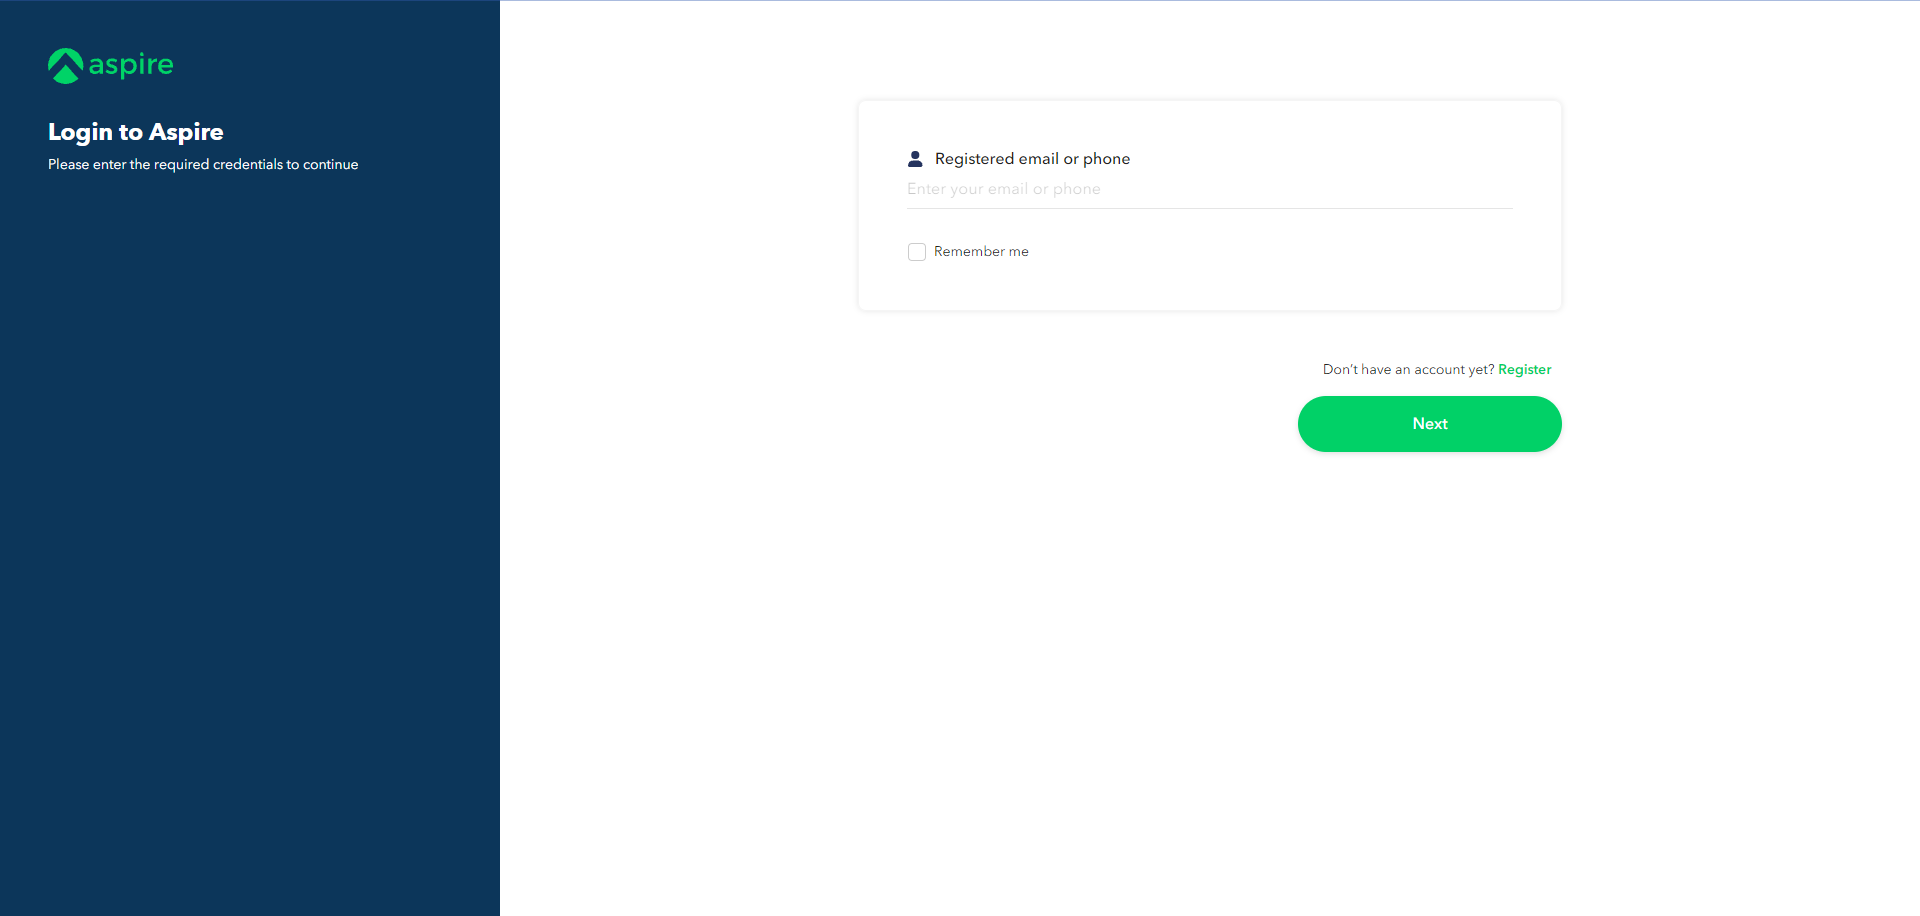 aspire
Login to Aspire
Please enter the required credentials to continue
Registered email or phone
Enter your email or phone
Remember me
Don't have an account yet? Register
Next